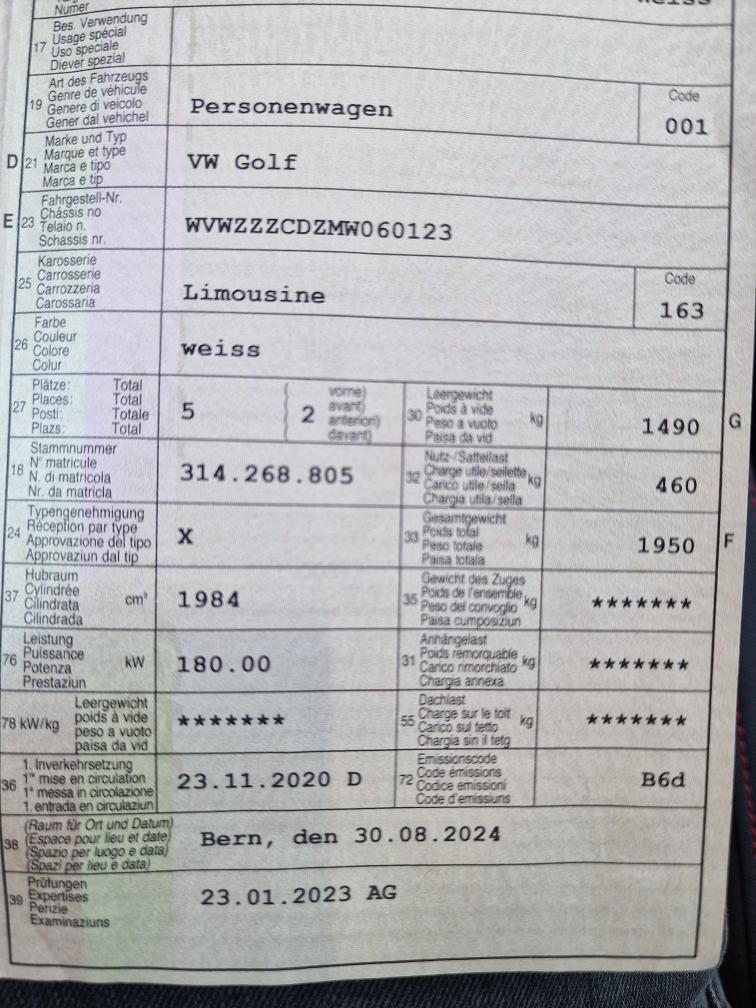 Numer
17
Bes. Verwendung
Usage spécial
Uso speciale
Diever spezial
19
Art des Fahrzeugs
Genre de véhicule
Genere di veicolo
Gener dal vehichel
Personenwagen
Code
001
D
21
Marke und Typ
Marque et type
Marca e tipo
Marca e tip
VW Golf
E
23
Fahrgestell-Nr.
Châssis no
Telaio n.
Schassis nr.
WVWZZZCDZMW060123
25
Karosserie
Carrosserie
Carrozzeria
Carossaria
Limousine
Code
163
26
Farbe
Couleur
Colore
Colur
weiss
27
Plätze: Total
Places: Total
Posti: Totale
Plazs: Total
5
2
vorne)
avant)
anteriori)
davant)
30
Leergewicht
Poids à vide
Peso a vuoto
Paisa da vid
kg
1490
G
18
Stammnummer
N° matricule
N. di matricola
Nr. da matricla
314.268.805
32
Nutz-/Sattellast
Charge utile/sellette
Carico utile/sella
Chargia utila/sella
kg
460
24
Typengenehmigung
Réception par type
Approvazione del tipo
Approvaziun dal tip
X
33
Gesamtgewicht
Poids total
Peso totale
Paisa totala
kg
1950
F
37
Hubraum
Cylindrée
Cilindrata
Cilindrada
cm³
1984
35
Gewicht des Zuges
Poids de l'ensemble
Peso del convoglio
Paisa cumposiziun
kg
*******
76
Leistung
Puissance
Potenza
Prestaziun
kW
180.00
31
Anhängelast
Poids remorquable
Carico rimorchiato
Chargia annexa
kg
*******
78 kW/kg
Leergewicht
poids à vide
peso a vuoto
paisa da vid
*******
55
Dachlast
Charge sur le toit
Carico sul tetto
Chargia sin il tetg
kg
*******
36
1. Inverkehrsetzung
1re mise en circulation
1a messa in circolazione
1. entrada en circulaziun
23.11.2020 D
72
Emissionscode
Code émissions
Codice emissioni
Code d'emissiuns
B6d
38
(Raum für Ort und Datum)
(Espace pour lieu et date)
(Spazio per luogo e data)
(Spazi per lieu e data)
Bern, den 30.08.2024
39
Prüfungen
Expertises
Perizie
Examinaziuns
23.01.2023 AG